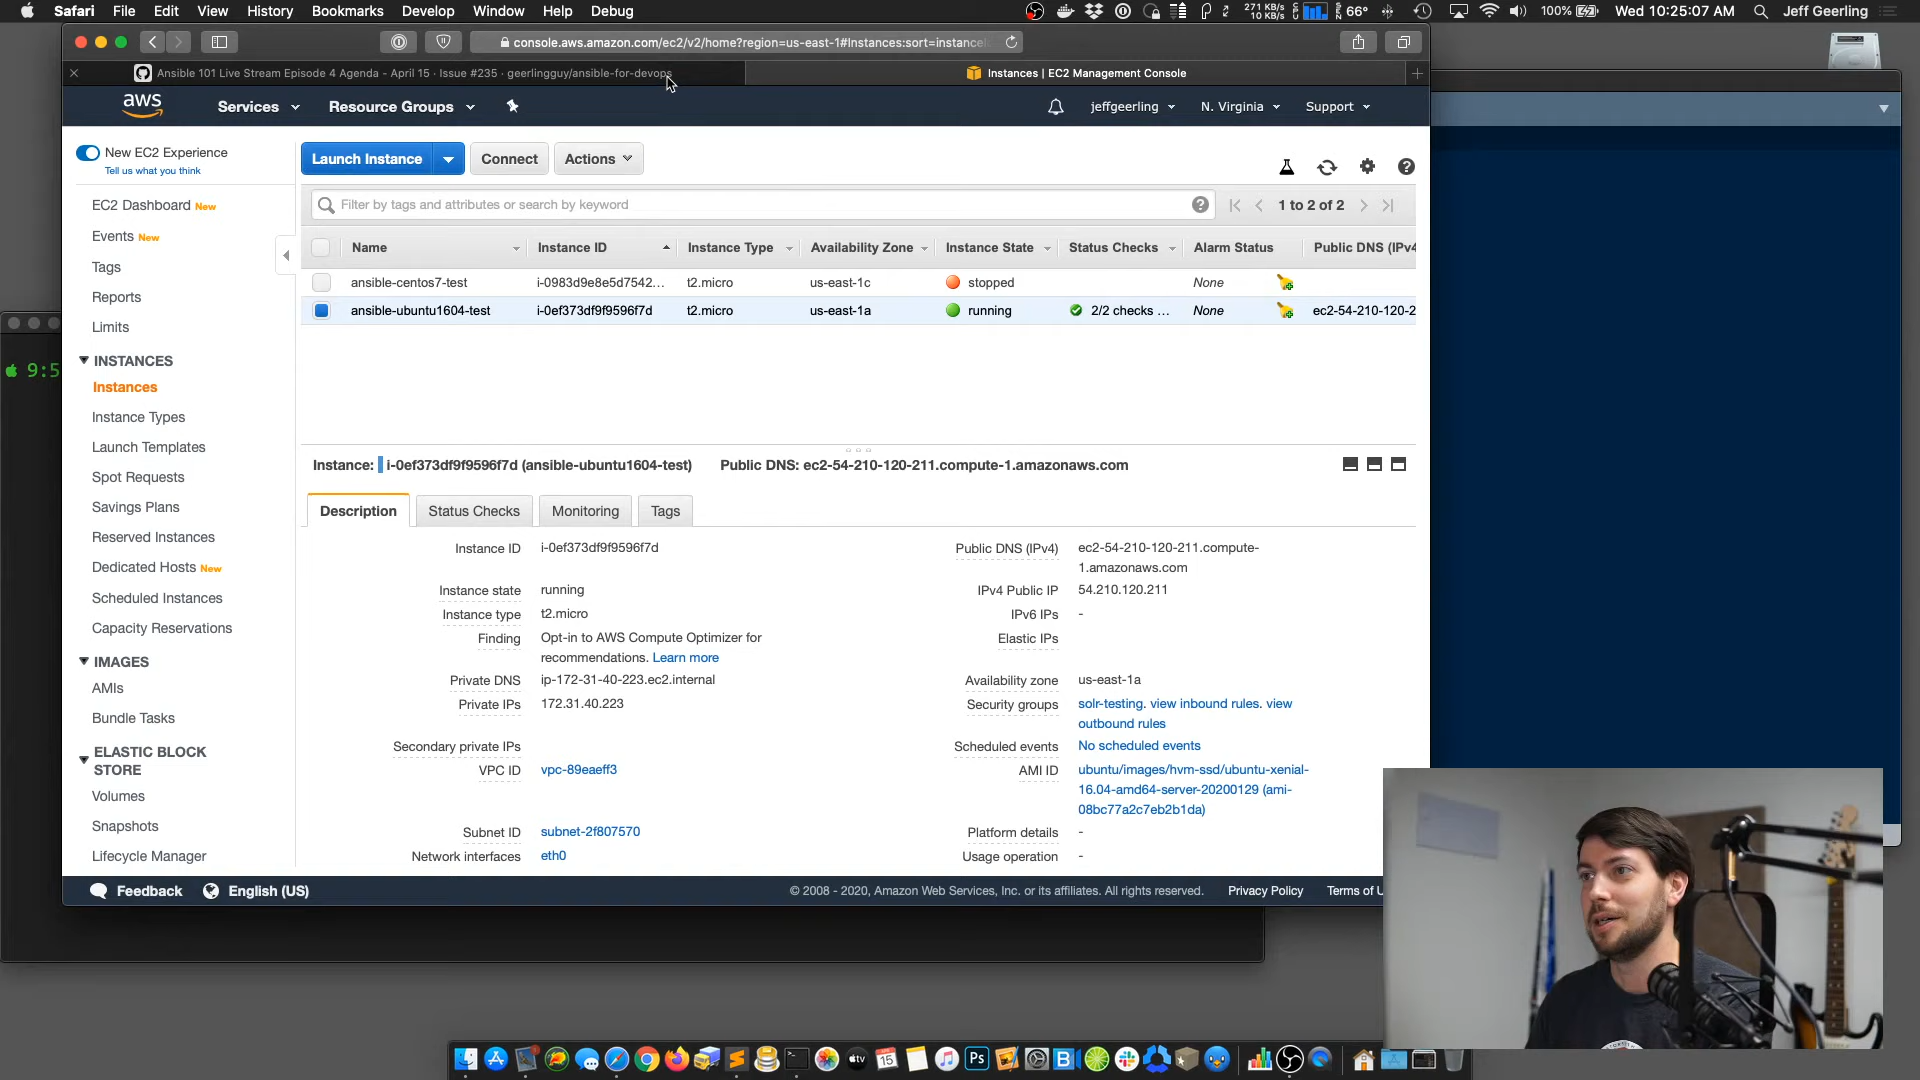 Safari File Edit View History Bookmarks Develop Window Help Debug
271 KB/s
10 KB/s
66° 100% Wed 10:25:07 AM Jeff Geerling
console.aws.amazon.com/ec2/v2/home?region=us-east-1#Instances:sort=instanceI
Ansible 101 Live Stream Episode 4 Agenda - April 15 · Issue #235 · geerlingguy/ansible-for-devops
Instances | EC2 Management Console
aws Services Resource Groups jeffgeerling N. Virginia Support
New EC2 Experience
Tell us what you think
Launch Instance Connect Actions
EC2 Dashboard New
Events New
Tags
Reports
Limits
INSTANCES
Instances
Instance Types
Launch Templates
Spot Requests
Savings Plans
Reserved Instances
Dedicated Hosts New
Scheduled Instances
Capacity Reservations
IMAGES
AMIs
Bundle Tasks
ELASTIC BLOCK
STORE
Volumes
Snapshots
Lifecycle Manager
Filter by tags and attributes or search by keyword
1 to 2 of 2
Name Instance ID Instance Type Availability Zone Instance State Status Checks Alarm Status Public DNS (IPv4
ansible-centos7-test i-0983d9e8e5d7542... t2.micro us-east-1c stopped None
ansible-ubuntu1604-test i-0ef373df9f9596f7d t2.micro us-east-1a running 2/2 checks ... None ec2-54-210-120-2
9:5
Instance: i-0ef373df9f9596f7d (ansible-ubuntu1604-test) Public DNS: ec2-54-210-120-211.compute-1.amazonaws.com
Description Status Checks Monitoring Tags
Instance ID i-0ef373df9f9596f7d
Instance state running
Instance type t2.micro
Finding Opt-in to AWS Compute Optimizer for
recommendations. Learn more
Private DNS ip-172-31-40-223.ec2.internal
Private IPs 172.31.40.223
Secondary private IPs
VPC ID vpc-89eaeff3
Subnet ID subnet-2f807570
Network interfaces eth0
Public DNS (IPv4) ec2-54-210-120-211.compute-
1.amazonaws.com
IPv4 Public IP 54.210.120.211
IPv6 IPs -
Elastic IPs
Availability zone us-east-1a
Security groups solr-testing. view inbound rules. view
outbound rules
Scheduled events No scheduled events
AMI ID ubuntu/images/hvm-ssd/ubuntu-xenial-
16.04-amd64-server-20200129 (ami-
08bc77a2c7eb2b1da)
Platform details -
Usage operation -
Feedback English (US) © 2008 - 2020, Amazon Web Services, Inc. or its affiliates. All rights reserved. Privacy Policy Terms of U
tv 15 Ps B